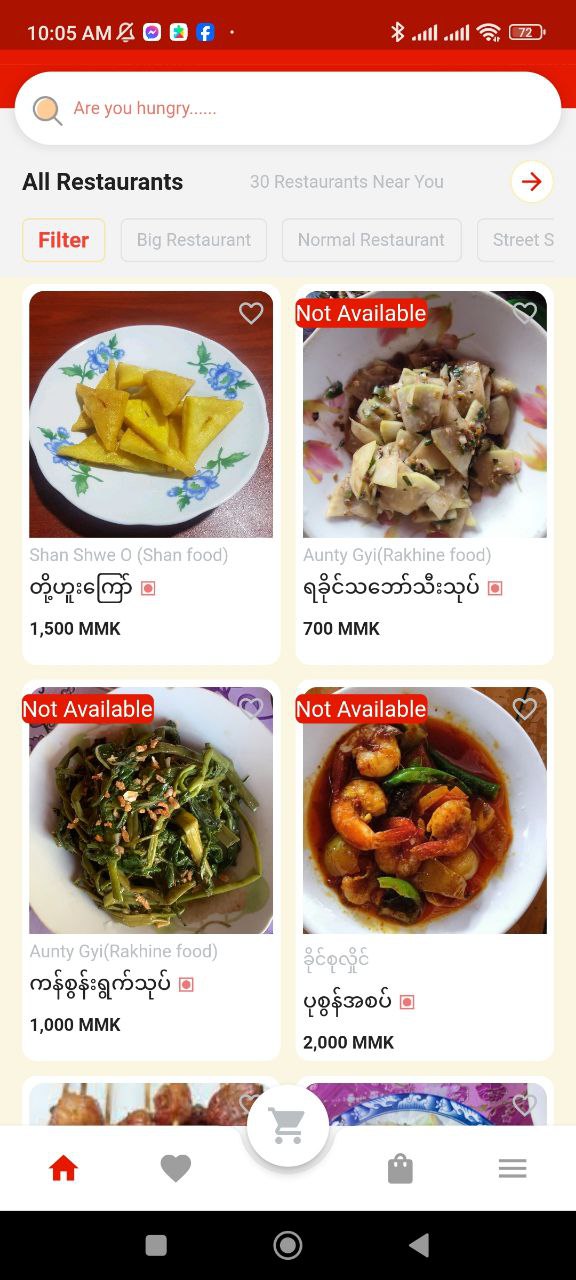 10:05 AM
72
Are you hungry......
All Restaurants
30 Restaurants Near You
Filter
Big Restaurant
Normal Restaurant
Street S
Shan Shwe O (Shan food)
တို့ဟူးကြော်
1,500 MMK
Not Available
Aunty Gyi(Rakhine food)
ရခိုင်သဘော်သီးသုပ်
700 MMK
Not Available
Aunty Gyi(Rakhine food)
ကန်စွန်းရွက်သုပ်
1,000 MMK
Not Available
ခိုင်စုလှိုင်
ပုစွန်အစပ်
2,000 MMK